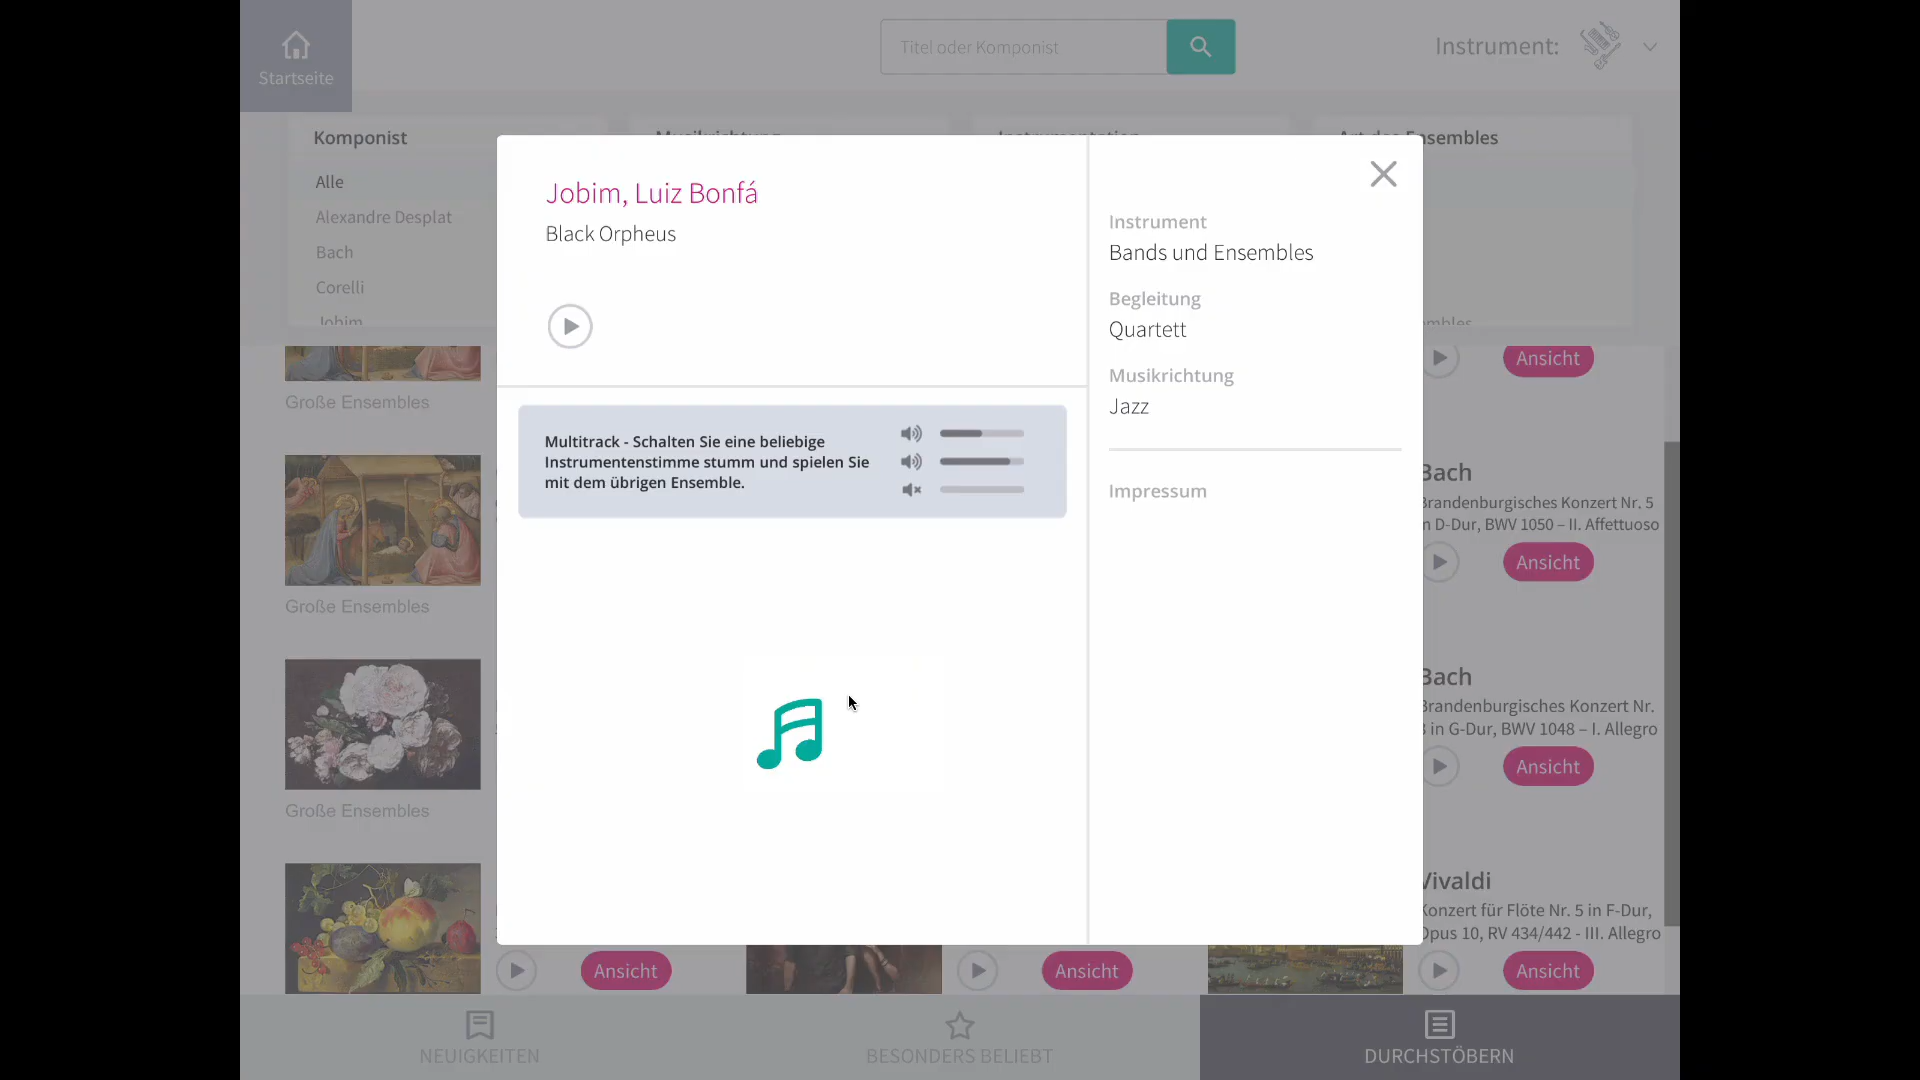 Startseite
Titel oder Komponist
Instrument:
Komponist
Alle
Alexandre Desplat
Bach
Corelli
Jobim
Jobim, Luiz Bonfá
Black Orpheus
Multitrack - Schalten Sie eine beliebige
Instrumentenstimme stumm und spielen Sie
mit dem übrigen Ensemble.
Instrument
Bands und Ensembles
Begleitung
Quartett
Musikrichtung
Jazz
Impressum
Große Ensembles
Große Ensembles
Große Ensembles
Ansicht
Bach
Brandenburgisches Konzert Nr. 5
in D-Dur, BWV 1050 – II. Affettuoso
Ansicht
Bach
Brandenburgisches Konzert Nr.
3 in G-Dur, BWV 1048 – I. Allegro
Ansicht
Vivaldi
Konzert für Flöte Nr. 5 in F-Dur,
Opus 10, RV 434/442 - III. Allegro
Ansicht
Ansicht
Ansicht
NEUIGKEITEN
BESONDERS BELIEBT
DURCHSTÖBERN